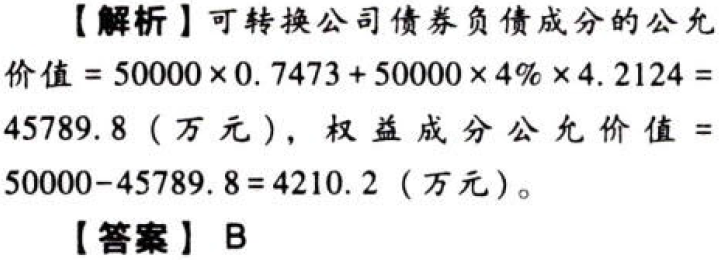 【解析】可转换公司债券负债成分的公允
价值 = 50000×0.7473+50000×4%×4.2124 =
45789.8（万元），权益成分公允价值 =
50000-45789.8=4210.2（万元）。
【答案】 B